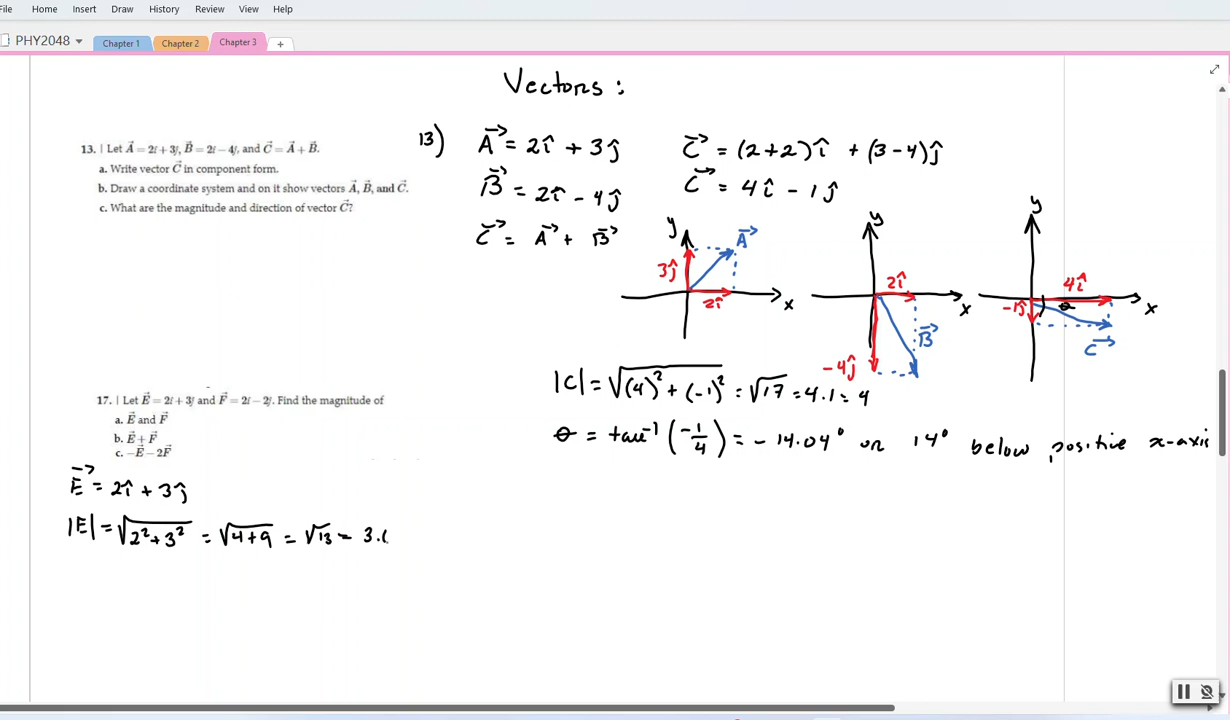 File Home Insert Draw History Review View Help
PHY2048 Chapter 1 Chapter 2 Chapter 3 +
Vectors:
13. | Let A⃗ = 2î + 3ĵ, B⃗ = 2î − 4ĵ, and C⃗ = A⃗ + B⃗.
a. Write vector C⃗ in component form.
b. Draw a coordinate system and on it show vectors A⃗, B⃗, and C⃗.
c. What are the magnitude and direction of vector C⃗?
13) A⃗ = 2î + 3ĵ
B⃗ = 2î − 4ĵ
C⃗ = A⃗ + B⃗
C⃗ = (2+2)î + (3−4)ĵ
C⃗ = 4î − 1ĵ
y
A⃗
3ĵ
2î
x
y
2î
x
B⃗
−4ĵ
y
4î
−1ĵ
θ
x
C⃗
|C| = √(4)² + (−1)² = √17 = 4.1 = 4
θ = tan⁻¹(−1/4) = −14.04° or 14° below positive x-axis
17. | Let E⃗ = 2î + 3ĵ and F⃗ = 2î − 2ĵ. Find the magnitude of
a. E⃗ and F⃗
b. E⃗ + F⃗
c. −E⃗ − 2F⃗
E⃗ = 2î + 3ĵ
|E| = √2² + 3² = √4+9 = √13 = 3.